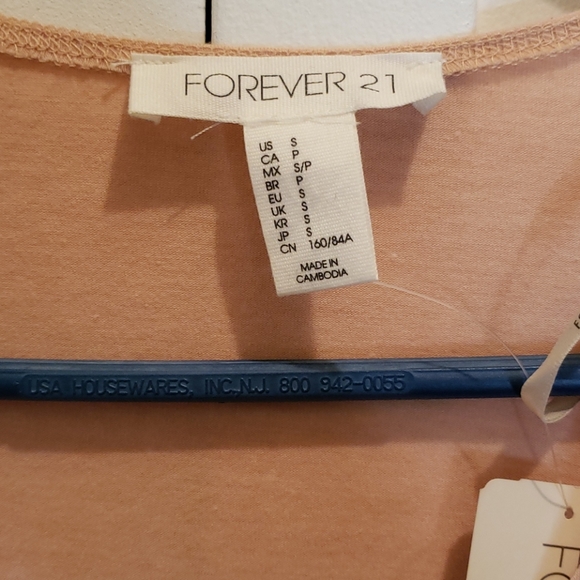 FOREVER 21
US S
CA P
MX S/P
BR P
EU S
UK S
KR S
JP S
CN 160/84A
MADE IN
CAMBODIA
USA HOUSEWARES, INC,N.J. 800 942-0055
FO